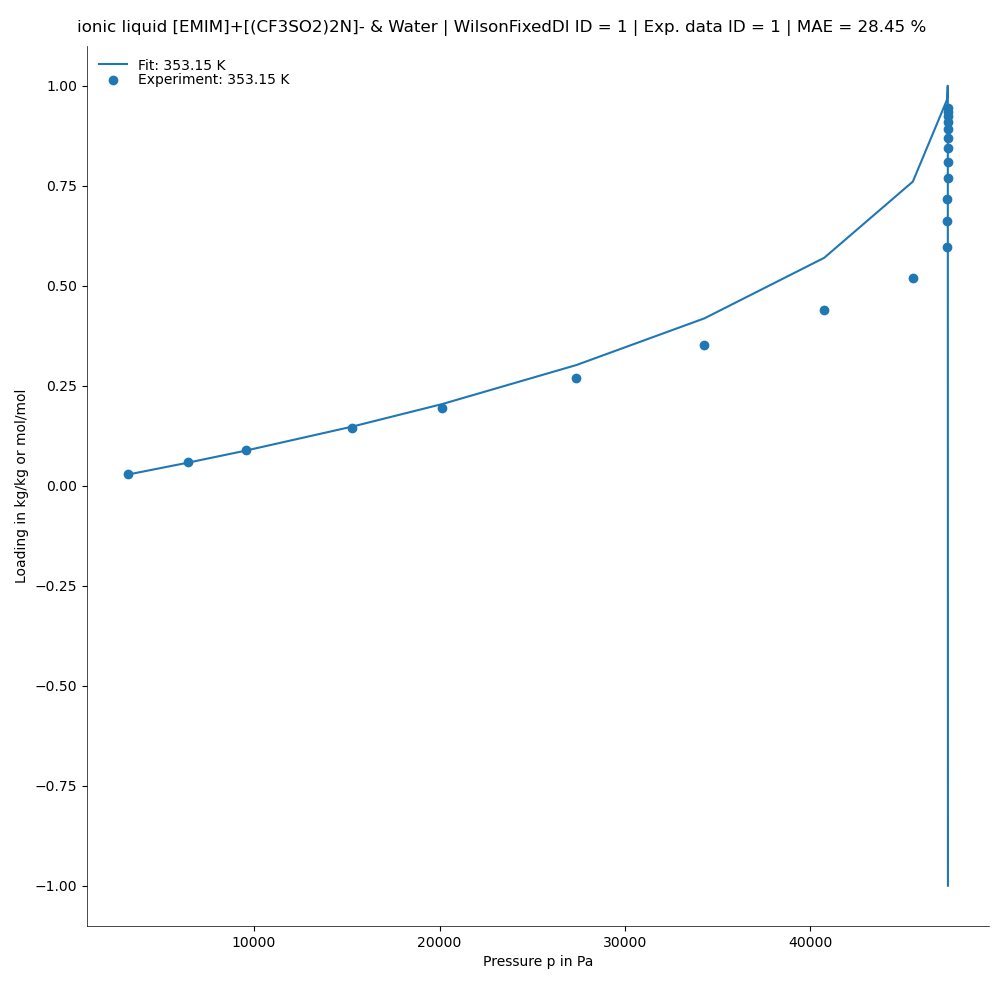 ionic liquid [EMIM]+[(CF3SO2)2N]- & Water | WilsonFixedDI ID = 1 | Exp. data ID = 1 | MAE = 28.45 %
Fit: 353.15 K
Experiment: 353.15 K
1.00
0.75
0.50
0.25
0.00
−0.25
−0.50
−0.75
−1.00
Loading in kg/kg or mol/mol
10000
20000
30000
40000
Pressure p in Pa